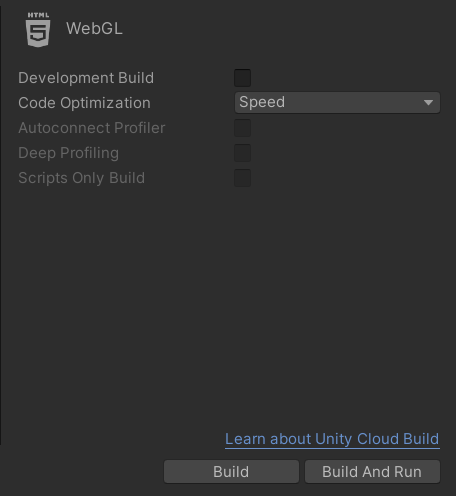 HTML
5
WebGL
Development Build
Code Optimization Speed
Autoconnect Profiler
Deep Profiling
Scripts Only Build
Learn about Unity Cloud Build
Build Build And Run